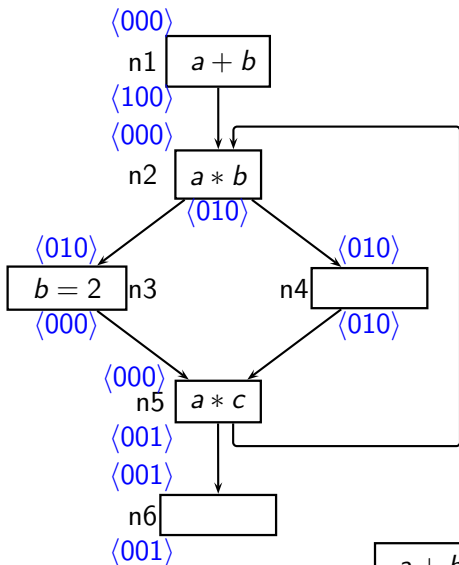 ⟨000⟩
n1 a + b
⟨100⟩
⟨000⟩
n2 a ∗ b
⟨010⟩
⟨010⟩ ⟨010⟩
b = 2 n3 n4
⟨000⟩ ⟨010⟩
⟨000⟩
n5 a ∗ c
⟨001⟩
⟨001⟩
n6
⟨001⟩
a + b